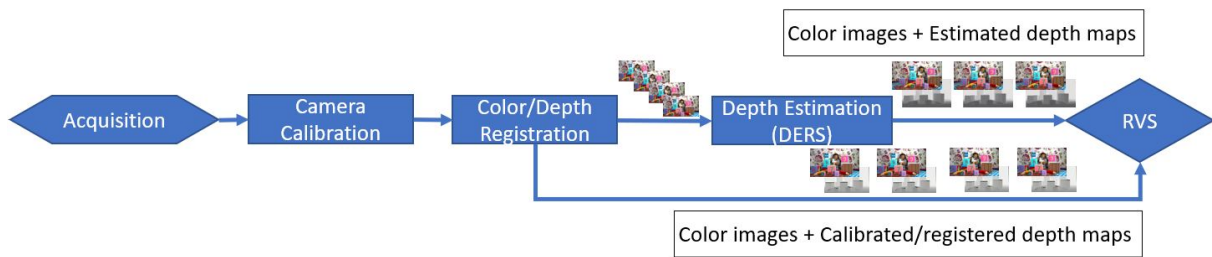 Color images + Estimated depth maps
Acquisition
Camera
Calibration
Color/Depth
Registration
Depth Estimation
(DERS)
RVS
Color images + Calibrated/registered depth maps